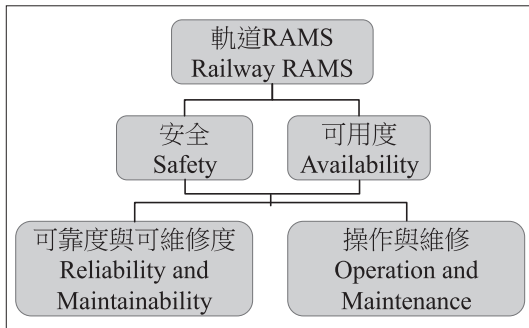 軌道RAMS
Railway RAMS
安全
Safety
可用度
Availability
可靠度與可維修度
Reliability and
Maintainability
操作與維修
Operation and
Maintenance